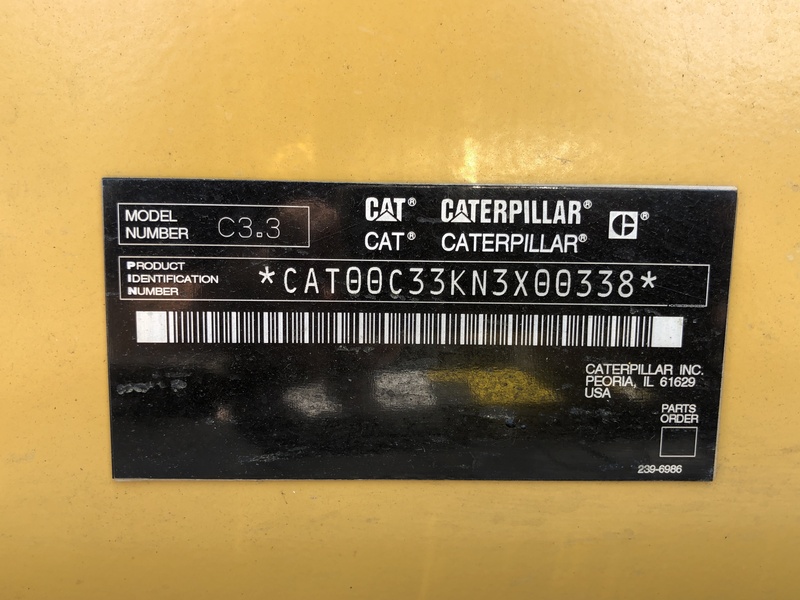 MODEL NUMBER C3.3
CAT® CATERPILLAR® C®
CAT® CATERPILLAR®
PRODUCT IDENTIFICATION NUMBER *CAT00C33KN3X00338*
CATERPILLAR INC.
PEORIA, IL 61629
USA
PARTS
ORDER
239-6986